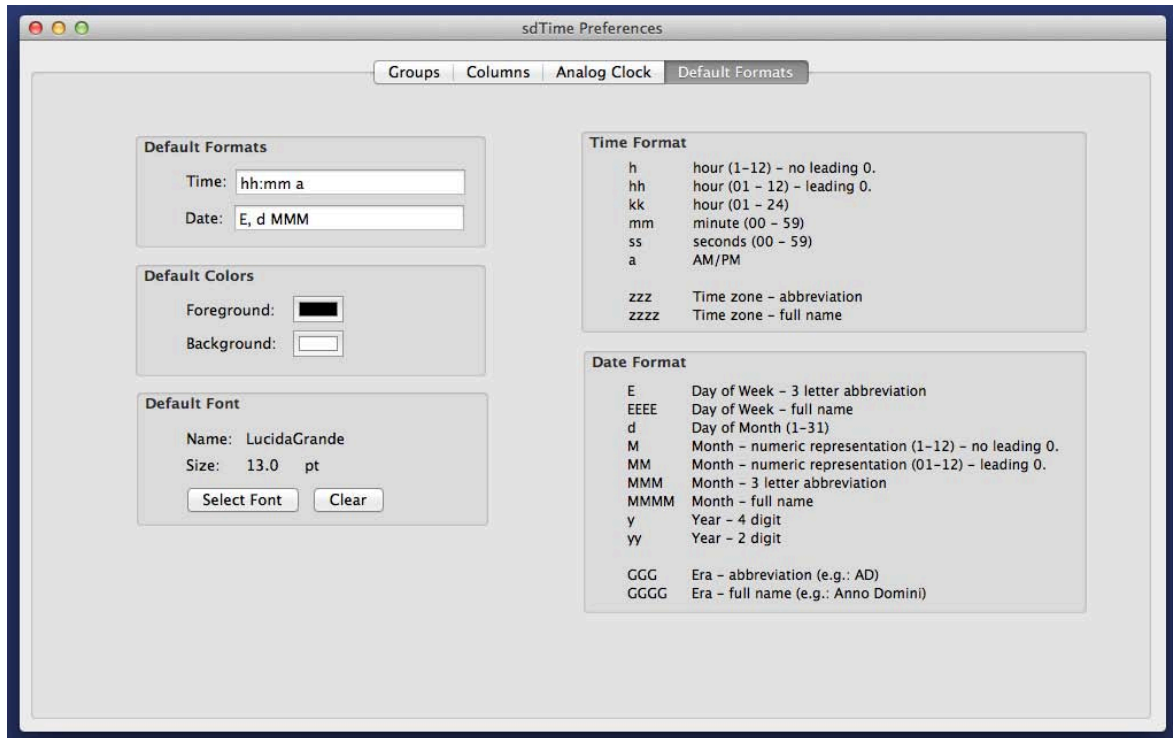 sdTime Preferences
Groups Columns Analog Clock Default Formats
Default Formats
Time: hh:mm a
Date: E, d MMM
Default Colors
Foreground:
Background:
Default Font
Name: LucidaGrande
Size: 13.0 pt
Select Font Clear
Time Format
h hour (1-12) - no leading 0.
hh hour (01 - 12) - leading 0.
kk hour (01 - 24)
mm minute (00 - 59)
ss seconds (00 - 59)
a AM/PM
zzz Time zone - abbreviation
zzzz Time zone - full name
Date Format
E Day of Week - 3 letter abbreviation
EEEE Day of Week - full name
d Day of Month (1-31)
M Month - numeric representation (1-12) - no leading 0.
MM Month - numeric representation (01-12) - leading 0.
MMM Month - 3 letter abbreviation
MMMM Month - full name
y Year - 4 digit
yy Year - 2 digit
GGG Era - abbreviation (e.g.: AD)
GGGG Era - full name (e.g.: Anno Domini)